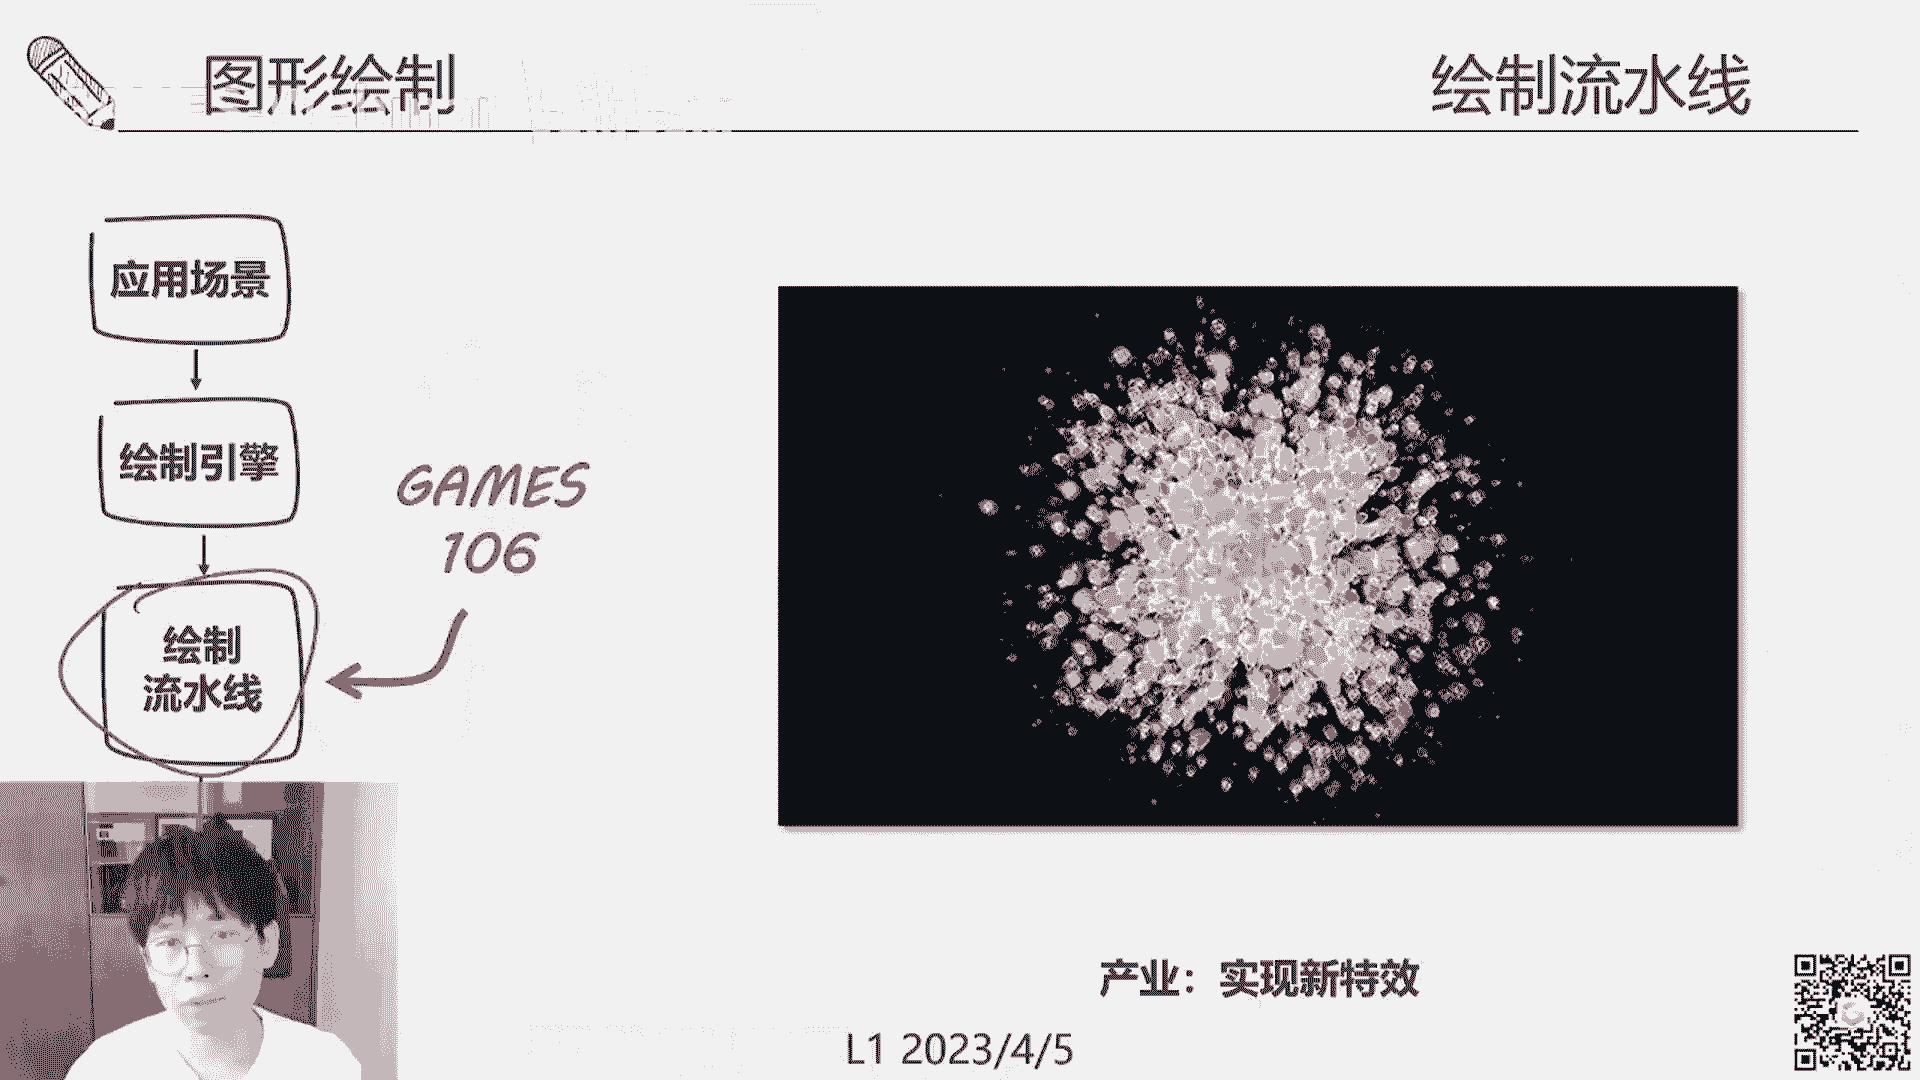 图形绘制
绘制流水线
应用场景
绘制引擎
GAMES
106
绘制
流水线
产业：实现新特效
L1 2023/4/5